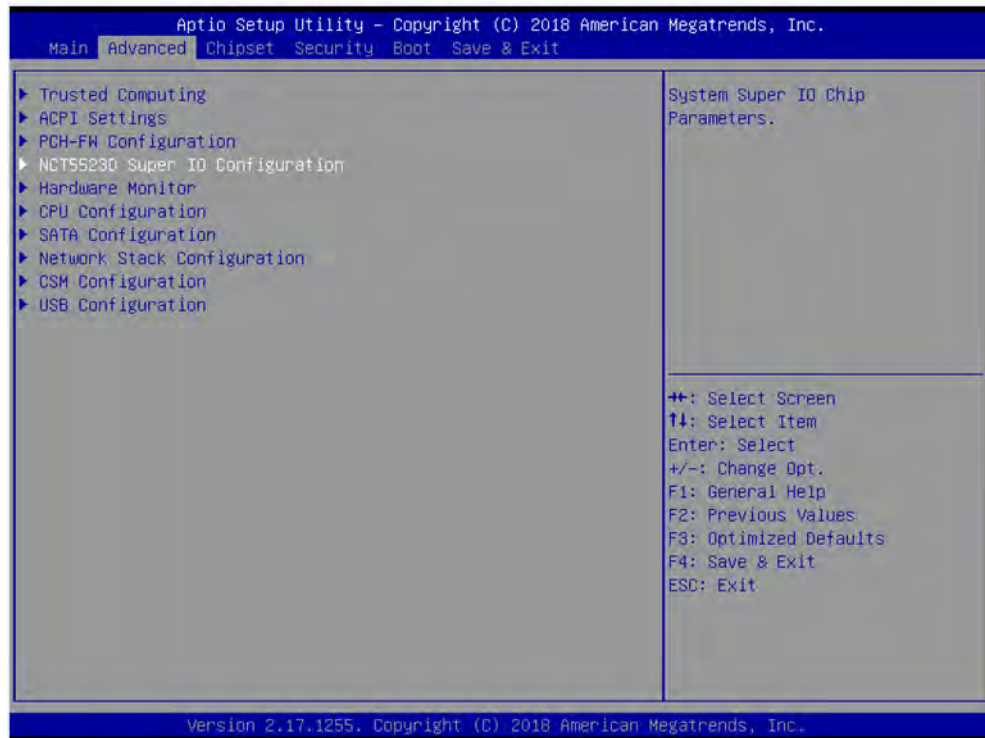 Aptio Setup Utility – Copyright (C) 2018 American Megatrends, Inc.
Main Advanced Chipset Security Boot Save & Exit
▶ Trusted Computing
▶ ACPI Settings
▶ PCH-FW Configuration
▶ NCT5523D Super IO Configuration
▶ Hardware Monitor
▶ CPU Configuration
▶ SATA Configuration
▶ Network Stack Configuration
▶ CSM Configuration
▶ USB Configuration
System Super IO Chip
Parameters.
→←: Select Screen
↑↓: Select Item
Enter: Select
+/-: Change Opt.
F1: General Help
F2: Previous Values
F3: Optimized Defaults
F4: Save & Exit
ESC: Exit
Version 2.17.1255. Copyright (C) 2018 American Megatrends, Inc.